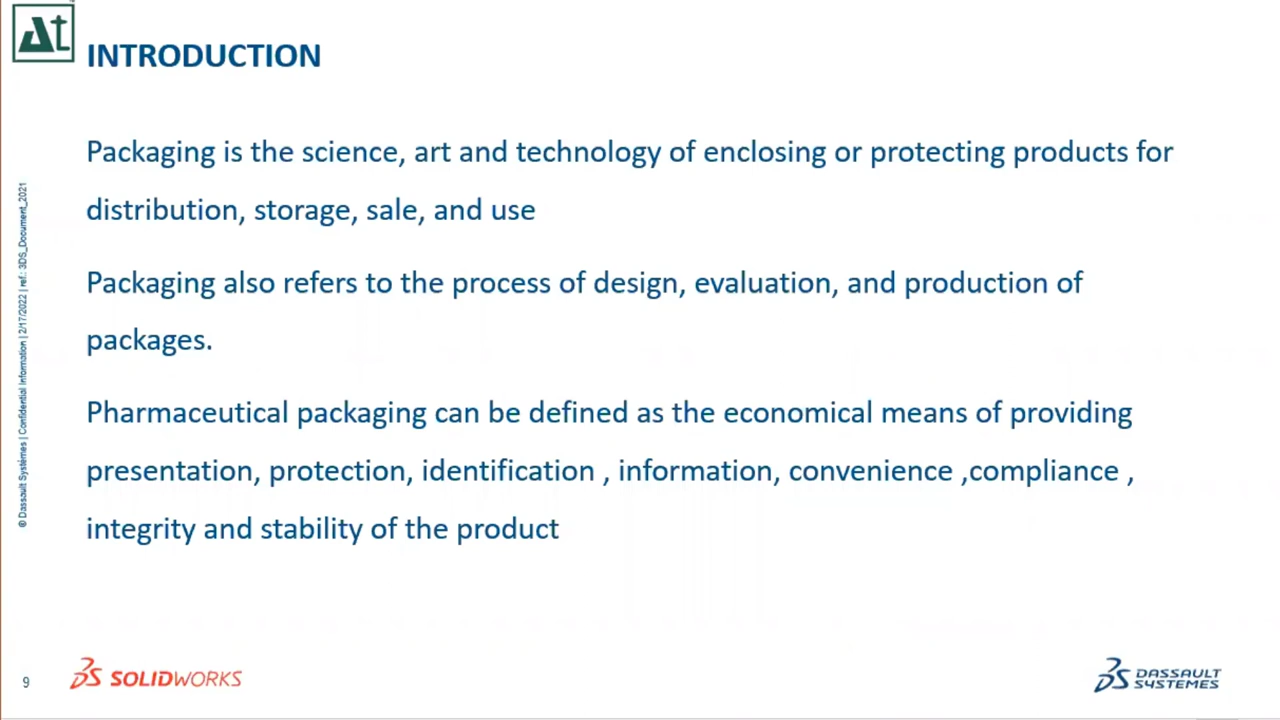 At
INTRODUCTION
Packaging is the science, art and technology of enclosing or protecting products for
distribution, storage, sale, and use
Packaging also refers to the process of design, evaluation, and production of
packages.
Pharmaceutical packaging can be defined as the economical means of providing
presentation, protection, identification , information, convenience ,compliance ,
integrity and stability of the product
© Dassault Systèmes | Confidential Information | 2/17/2022 | ref.: 3DS_Document_2021
9
3DS SOLIDWORKS
3DS DASSAULT
SYSTEMES